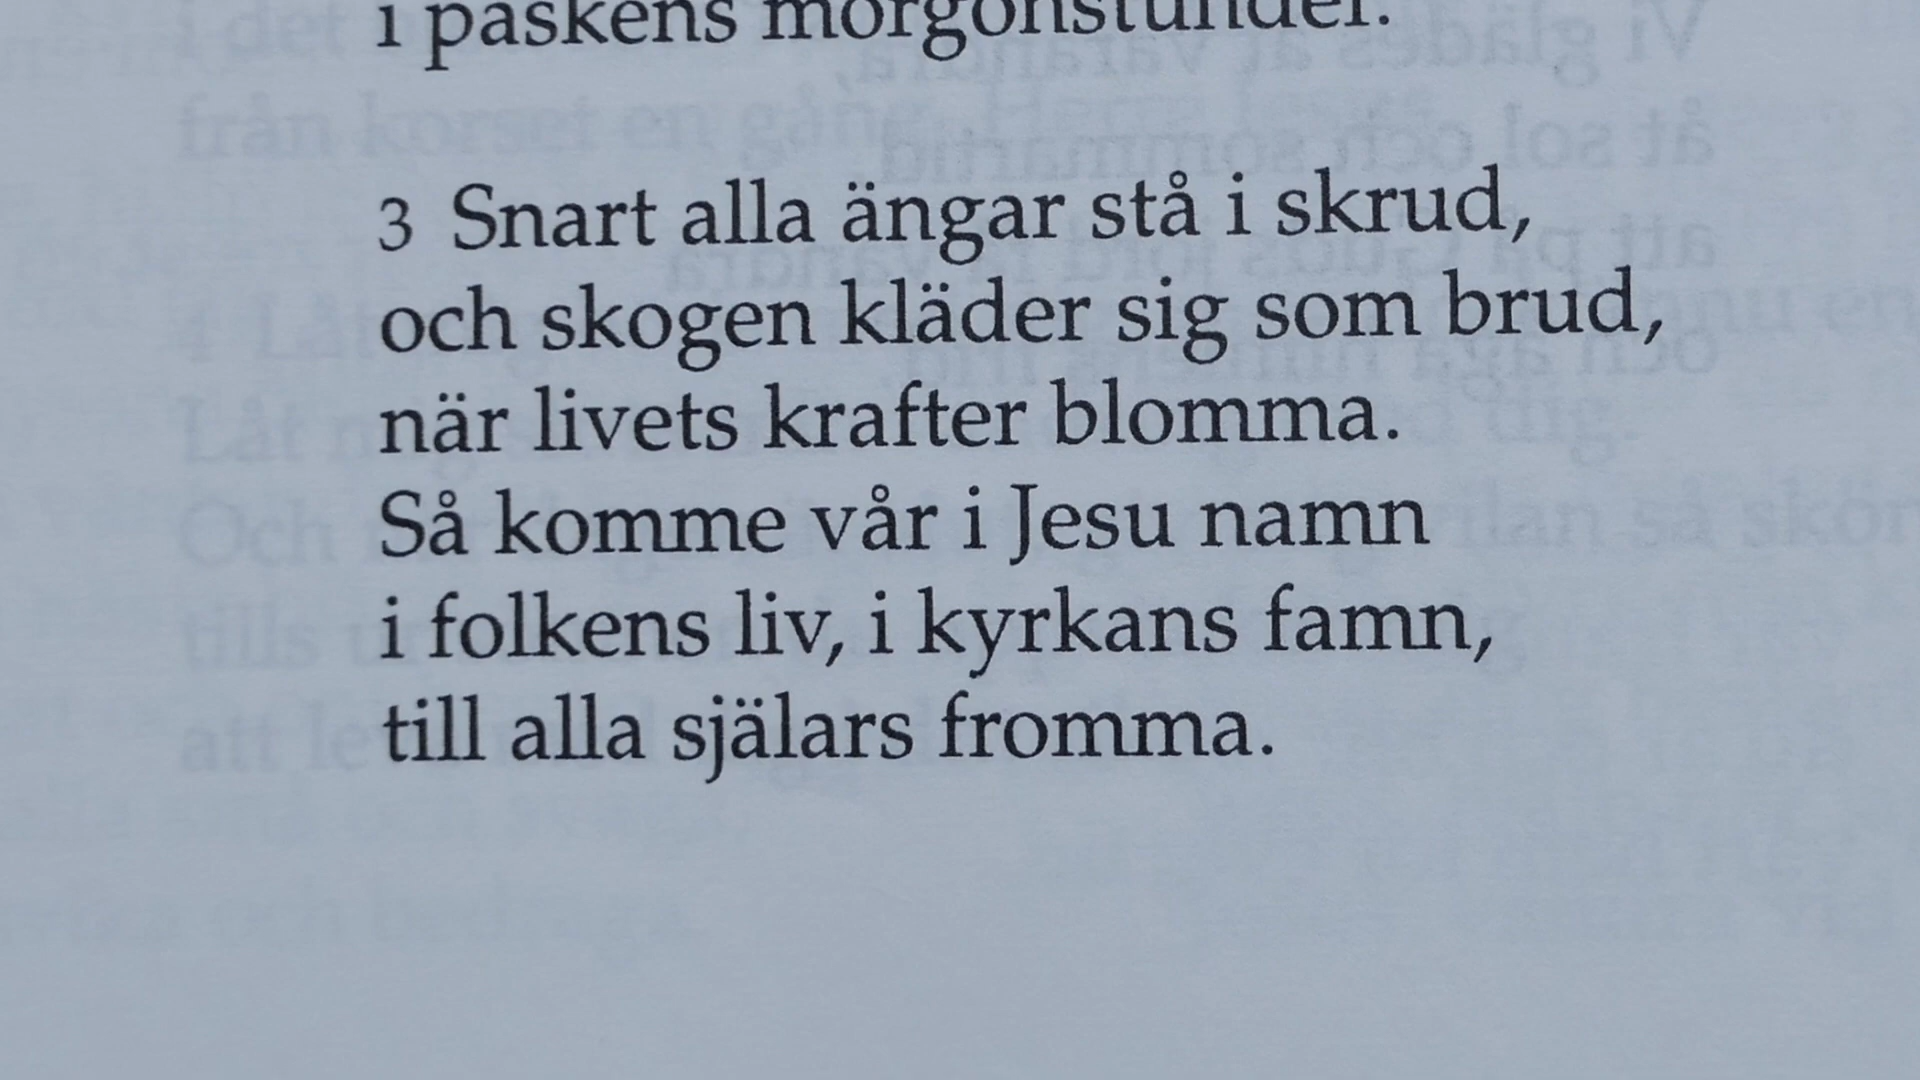 i påskens morgonstunder.
3 Snart alla ängar stå i skrud,
och skogen kläder sig som brud,
när livets krafter blomma.
Så komme vår i Jesu namn
i folkens liv, i kyrkans famn,
till alla själars fromma.